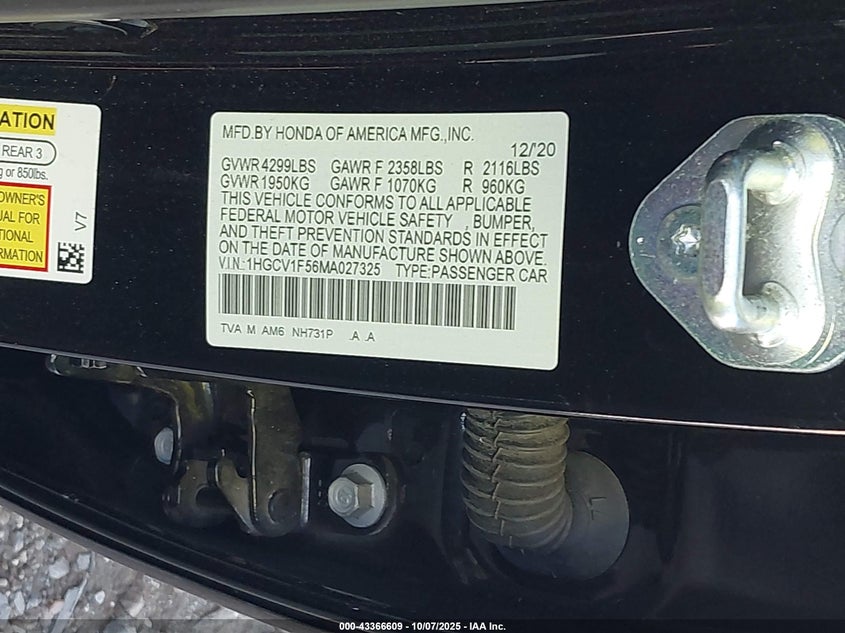 ATION
REAR 3
g or 850lbs.
OWNER'S
UAL FOR
TIONAL
ATION
V7
MFD.BY HONDA OF AMERICA MFG.,INC.
12/'20
GVWR 4299LBS GAWR F 2358LBS R 2116LBS
GVWR 1950KG GAWR F 1070KG R 960KG
THIS VEHICLE CONFORMS TO ALL APPLICABLE
FEDERAL MOTOR VEHICLE SAFETY , BUMPER,
AND THEFT PREVENTION STANDARDS IN EFFECT
ON THE DATE OF MANUFACTURE SHOWN ABOVE.
V.I.N.:1HGCV1F56MA027325 TYPE:PASSENGER CAR
TVA M AM6 NH731P .A .A
000-43366609 - 10/07/2025 - IAA Inc.